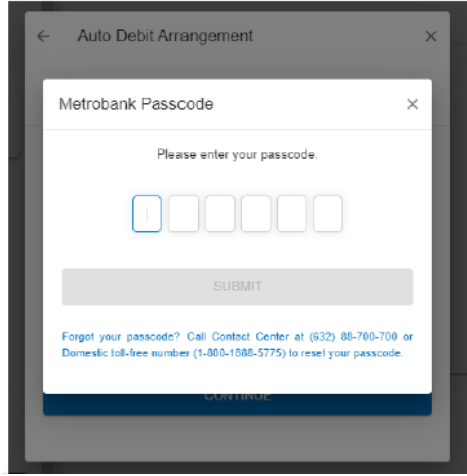 Auto Debit Arrangement
Metrobank Passcode
Please enter your passcode.
SUBMIT
Forgot your passcode? Call Contact Center at (632) 88-700-700 or
Domestic toll-free number (1-800-1888-5775) to reset your passcode.
CONTINUE